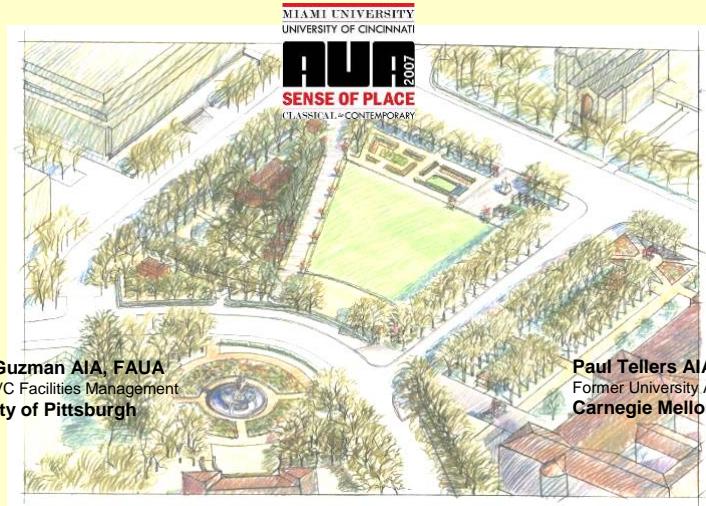 MIAMI UNIVERSITY
UNIVERSITY OF CINCINNATI
AUA
2007
SENSE OF PLACE
CLASSICAL & CONTEMPORARY
Guzman AIA, FAUA
VC Facilities Management
ty of Pittsburgh
Paul Tellers AIA
Former University A
Carnegie Mello